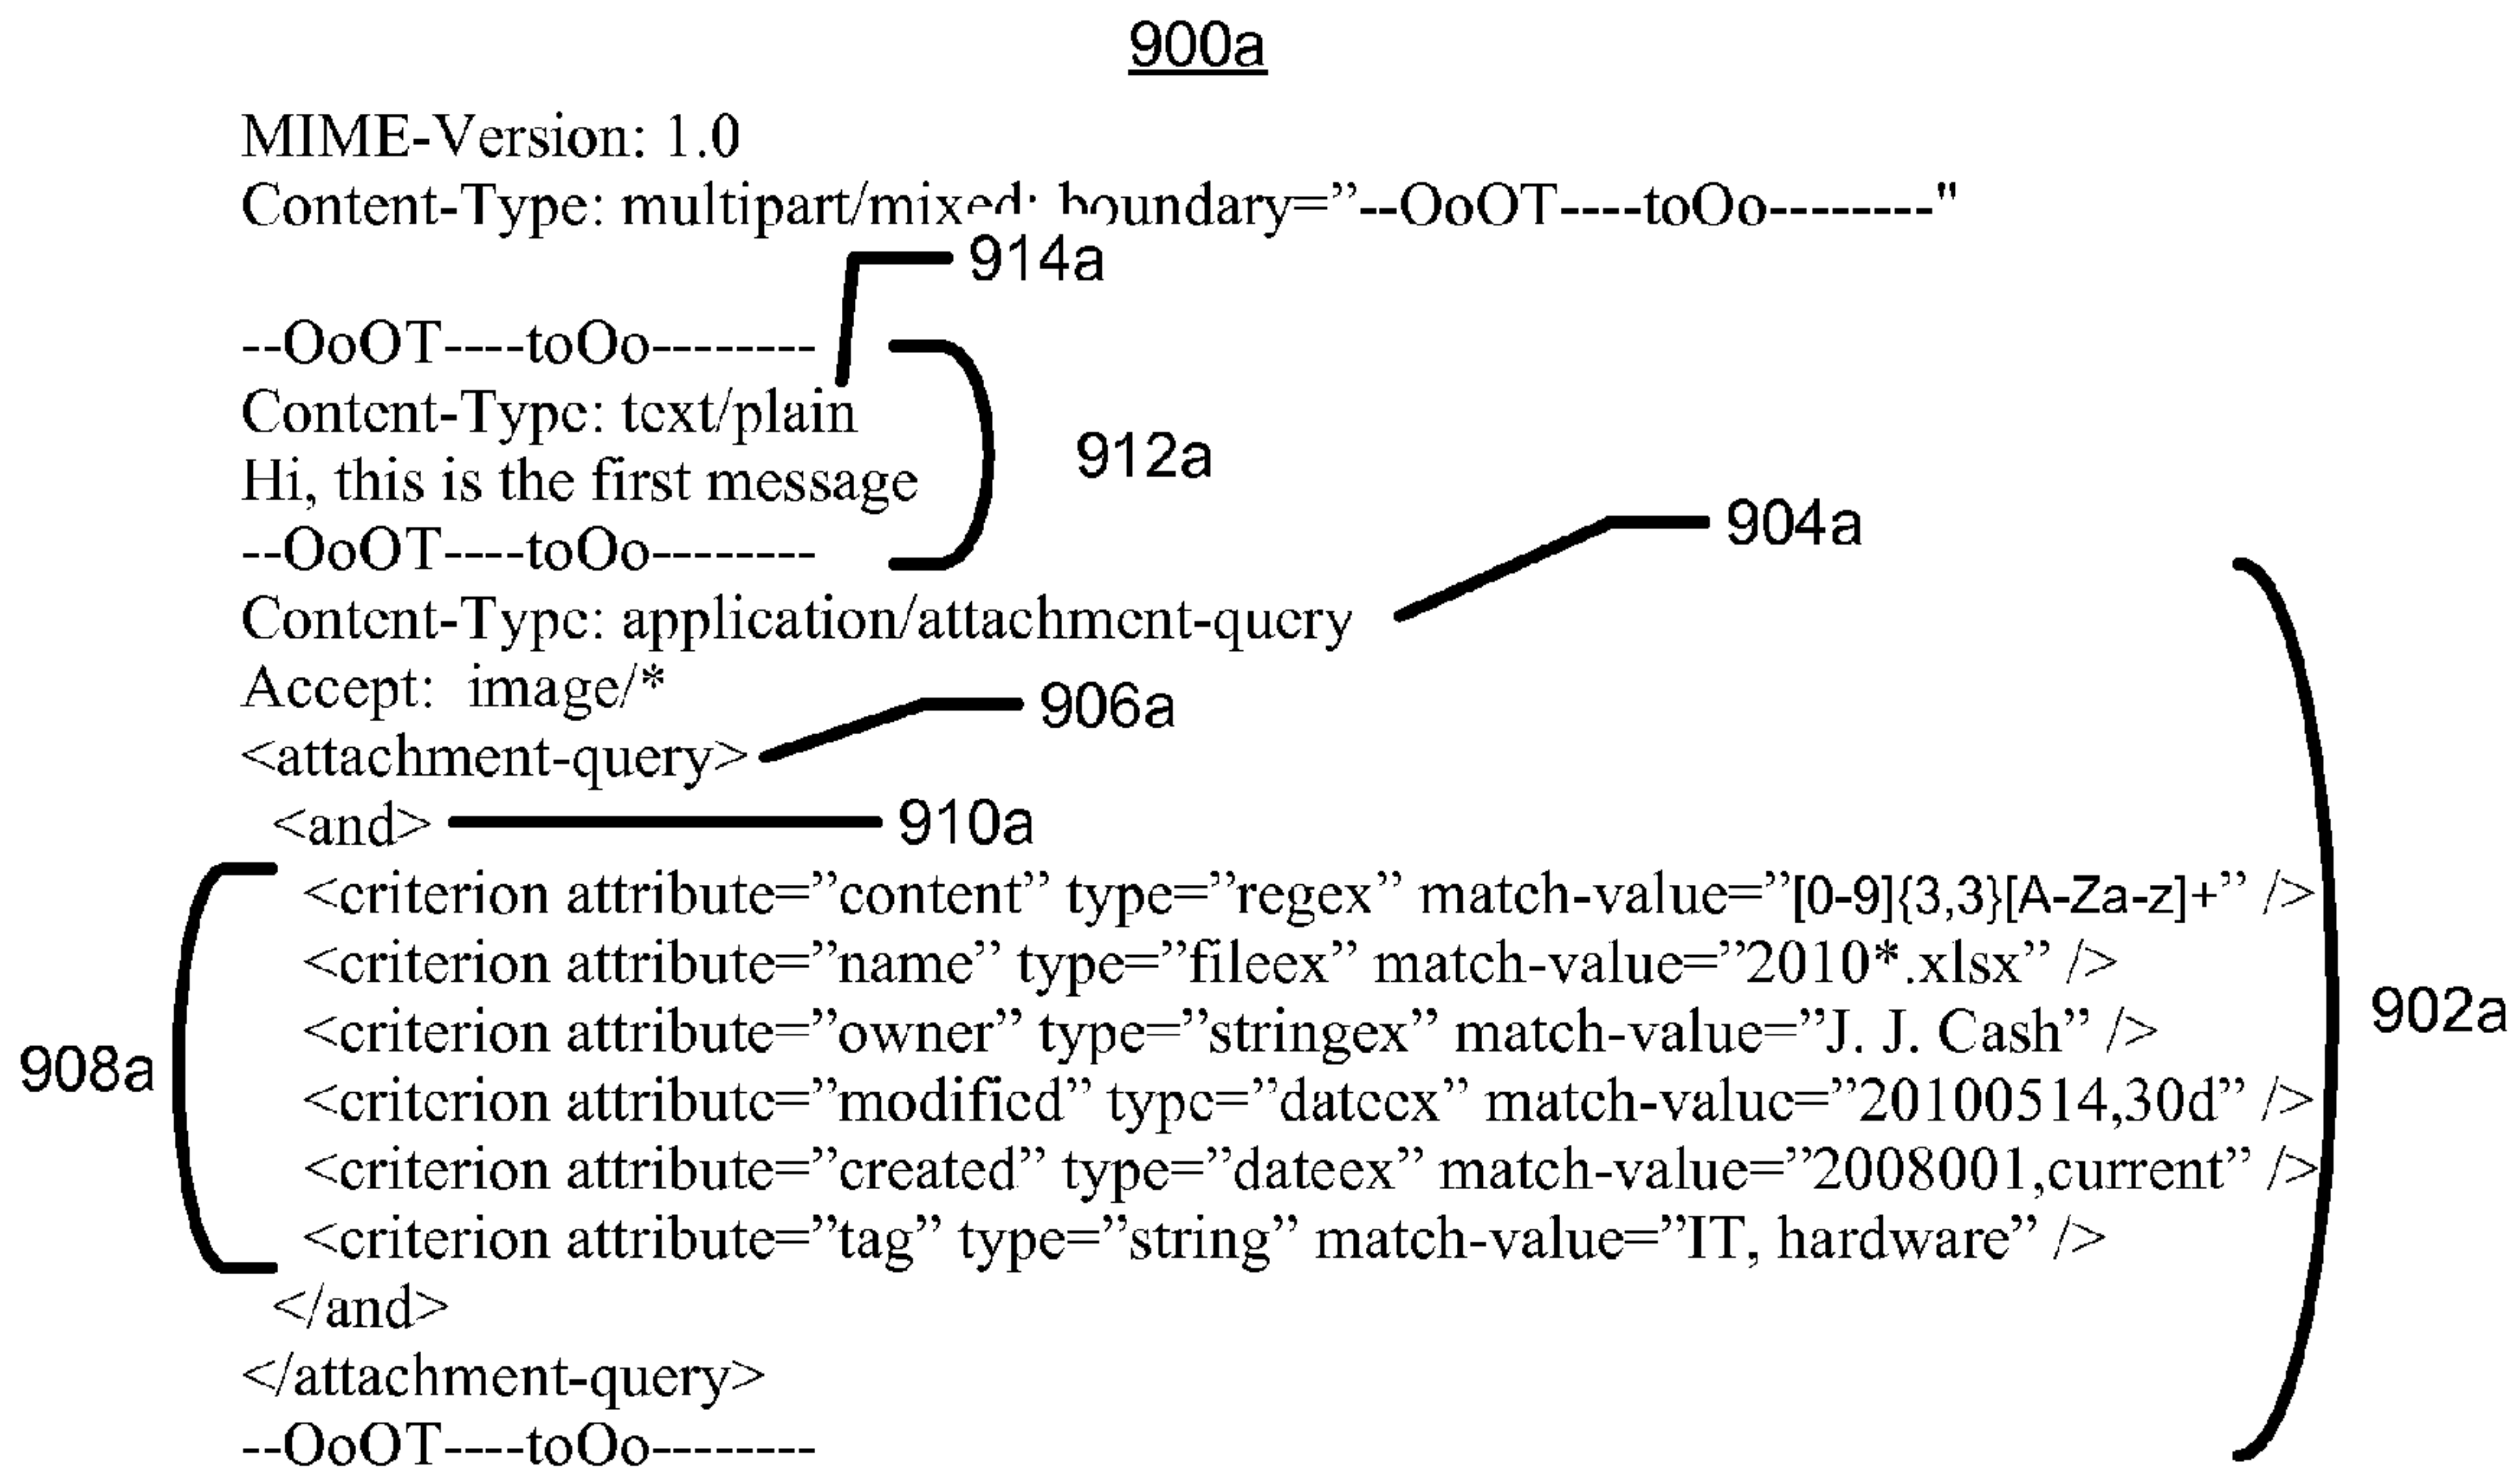 900a
MIME-Version: 1.0
Content-Type: multipart/mixed; boundary=”--OoOT----toOo--------"
914a
--OoOT----toOo--------
Content-Type: text/plain
912a
Hi, this is the first message
904a
--OoOT----toOo--------
Content-Type: application/attachment-query
Accept:  image/*
906a
<attachment-query>
<and>
910a
<criterion attribute=”content” type=”regex” match-value=”[0-9]{3,3}[A-Za-z]+” />
<criterion attribute=”name” type=”fileex” match-value=”2010*.xlsx” />
<criterion attribute=”owner” type=”stringex” match-value=”J. J. Cash” />
902a
908a
<criterion attribute=”modified” type=”dateex” match-value=”20100514,30d” />
<criterion attribute=”created” type=”dateex” match-value=”2008001,current” />
<criterion attribute=”tag” type=”string” match-value=”IT, hardware” />
</and>
</attachment-query>
--OoOT----toOo--------